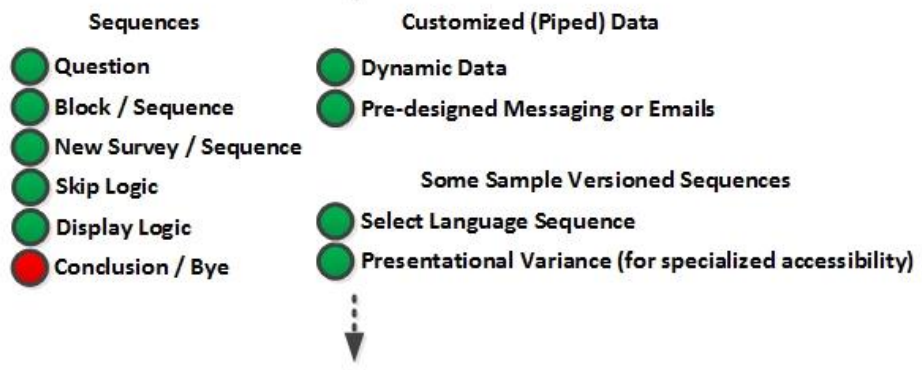 Sequences
Question
Block / Sequence
New Survey / Sequence
Skip Logic
Display Logic
Conclusion / Bye
Customized (Piped) Data
Dynamic Data
Pre-designed Messaging or Emails
Some Sample Versioned Sequences
Select Language Sequence
Presentational Variance (for specialized accessibility)